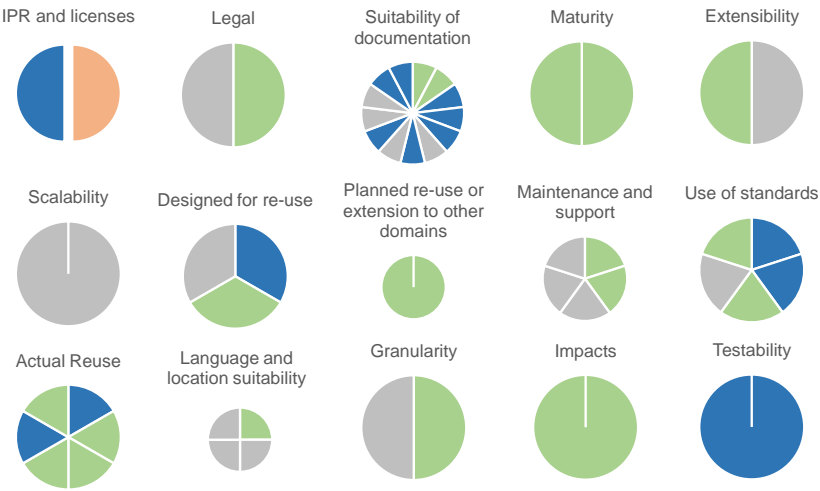 IPR and licenses
Legal
Suitability of
documentation
Maturity
Extensibility
Scalability
Designed for re-use
Planned re-use or
extension to other
domains
Maintenance and
support
Use of standards
Actual Reuse
Language and
location suitability
Granularity
Impacts
Testability